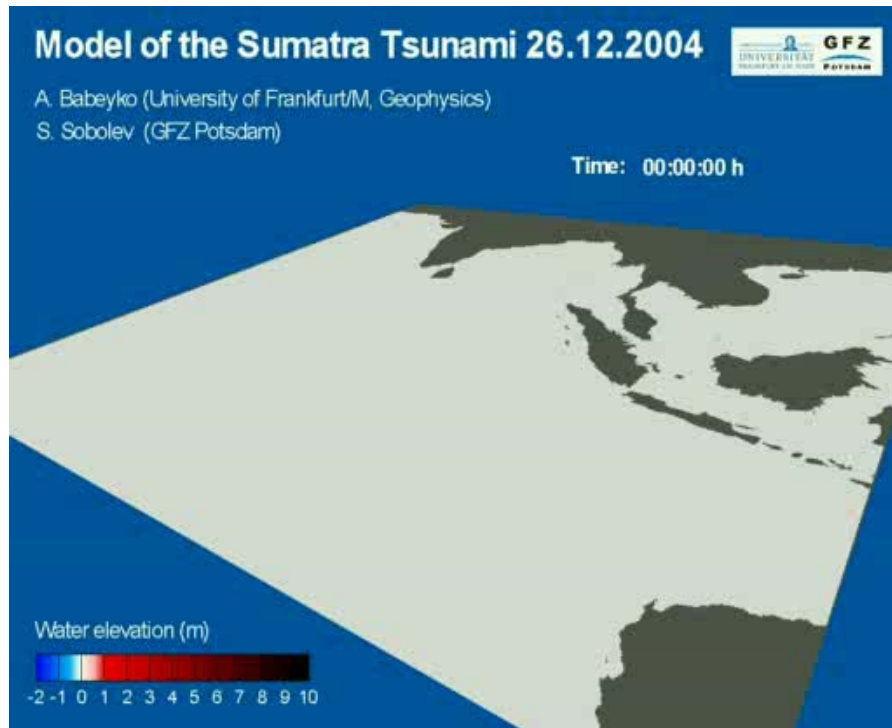 Model of the Sumatra Tsunami 26.12.2004
UNIVERSITÄT
GFZ
POTSDAM
A. Babeyko (University of Frankfurt/M, Geophysics)
S. Sobolev (GFZ Potsdam)
Time: 00:00:00 h
Water elevation (m)
-2 -1 0 1 2 3 4 5 6 7 8 9 10